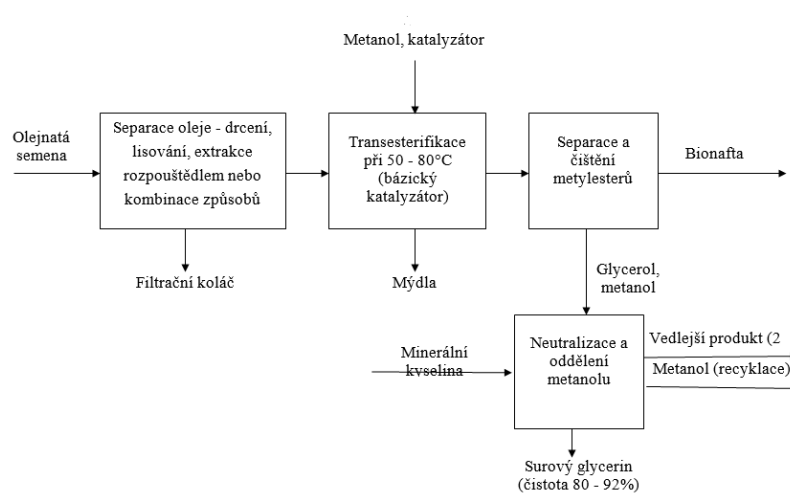 Metanol, katalyzátor
Olejnatá
semena
Separace oleje - drcení,
lisování, extrakce
rozpouštědlem nebo
kombinace způsobů
Transesterifikace
při 50 - 80°C
(bázický
katalyzátor)
Separace a
čištění
metylesterů
Bionafta
Filtrační koláč
Mýdla
Glycerol,
metanol
Minerální
kyselina
Neutralizace a
oddělení
metanolu
Vedlejší produkt (2
Metanol (recyklace)
Surový glycerin
(čistota 80 - 92%)